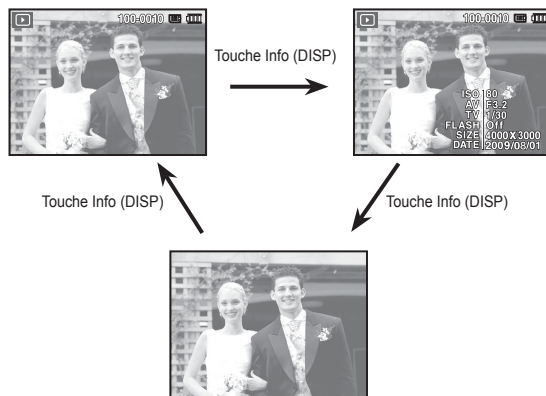 100-0010
Touche Info (DISP)
100-0010
ISO 80
AV F3.2
TV 1/30
FLASH Off
SIZE 4000X3000
DATE 2009/08/01
Touche Info (DISP)
Touche Info (DISP)